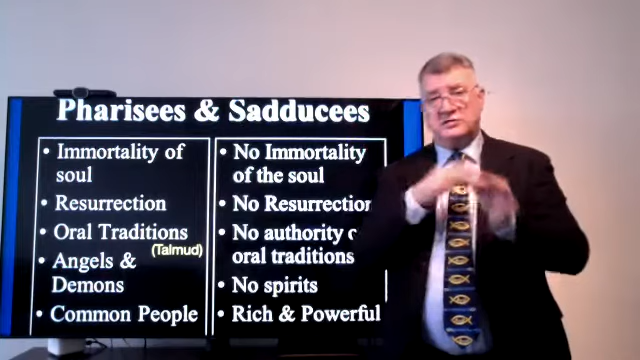 Pharisees & Sadducees
• Immortality of
soul
• Resurrection
• Oral Traditions
(Talmud)
• Angels &
Demons
• Common People
• No Immortality
of the soul
• No Resurrection
• No authority
oral traditions
• No spirits
• Rich & Powerful